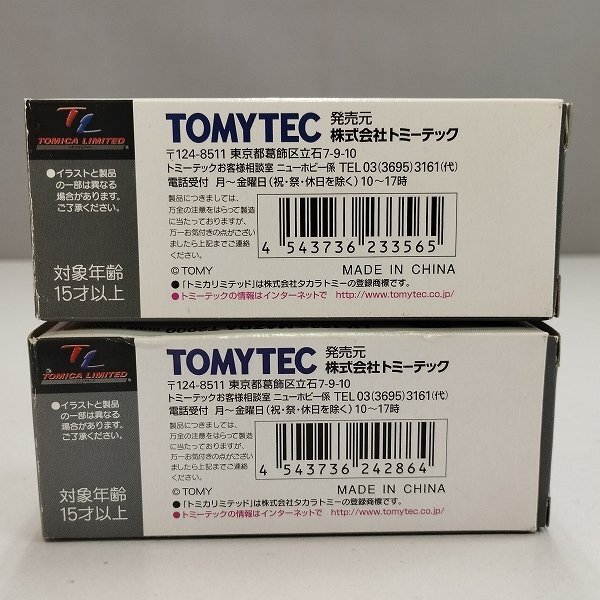 TL
TOMICA LIMITED
●イラストと製品
の一部は異なる
場合があります。
ご了承ください。
対象年齢
15才以上
TOMYTEC 発売元
株式会社トミーテック
〒124-8511 東京都葛飾区立石7-9-10
トミーテックお客様相談室 ニューホビー係 TEL 03(3695)3161(代)
電話受付 月〜金曜日(祝・祭・休日を除く)10〜17時
製品につきましては、
万全の注意をはらって製造
に当たっておりますが、
万一お気付きの点がござい
ましたら上記までご連絡
ください。
4 543736 233565
© TOMY MADE IN CHINA
●「トミカリミテッド」は株式会社タカラトミーの登録商標です。
●トミーテックの情報はインターネットで http://www.tomytec.co.jp/
TL
TOMICA LIMITED
●イラストと製品
の一部は異なる
場合があります。
ご了承ください。
対象年齢
15才以上
TOMYTEC 発売元
株式会社トミーテック
〒124-8511 東京都葛飾区立石7-9-10
トミーテックお客様相談室 ニューホビー係 TEL 03(3695)3161(代)
電話受付 月〜金曜日(祝・祭・休日を除く)10〜17時
製品につきましては、
万全の注意をはらって製造
に当たっておりますが、
万一お気付きの点がござい
ましたら上記までご連絡
ください。
4 543736 242864
© TOMY MADE IN CHINA
●「トミカリミテッド」は株式会社タカラトミーの登録商標です。
●トミーテックの情報はインターネットで http://www.tomytec.co.jp/